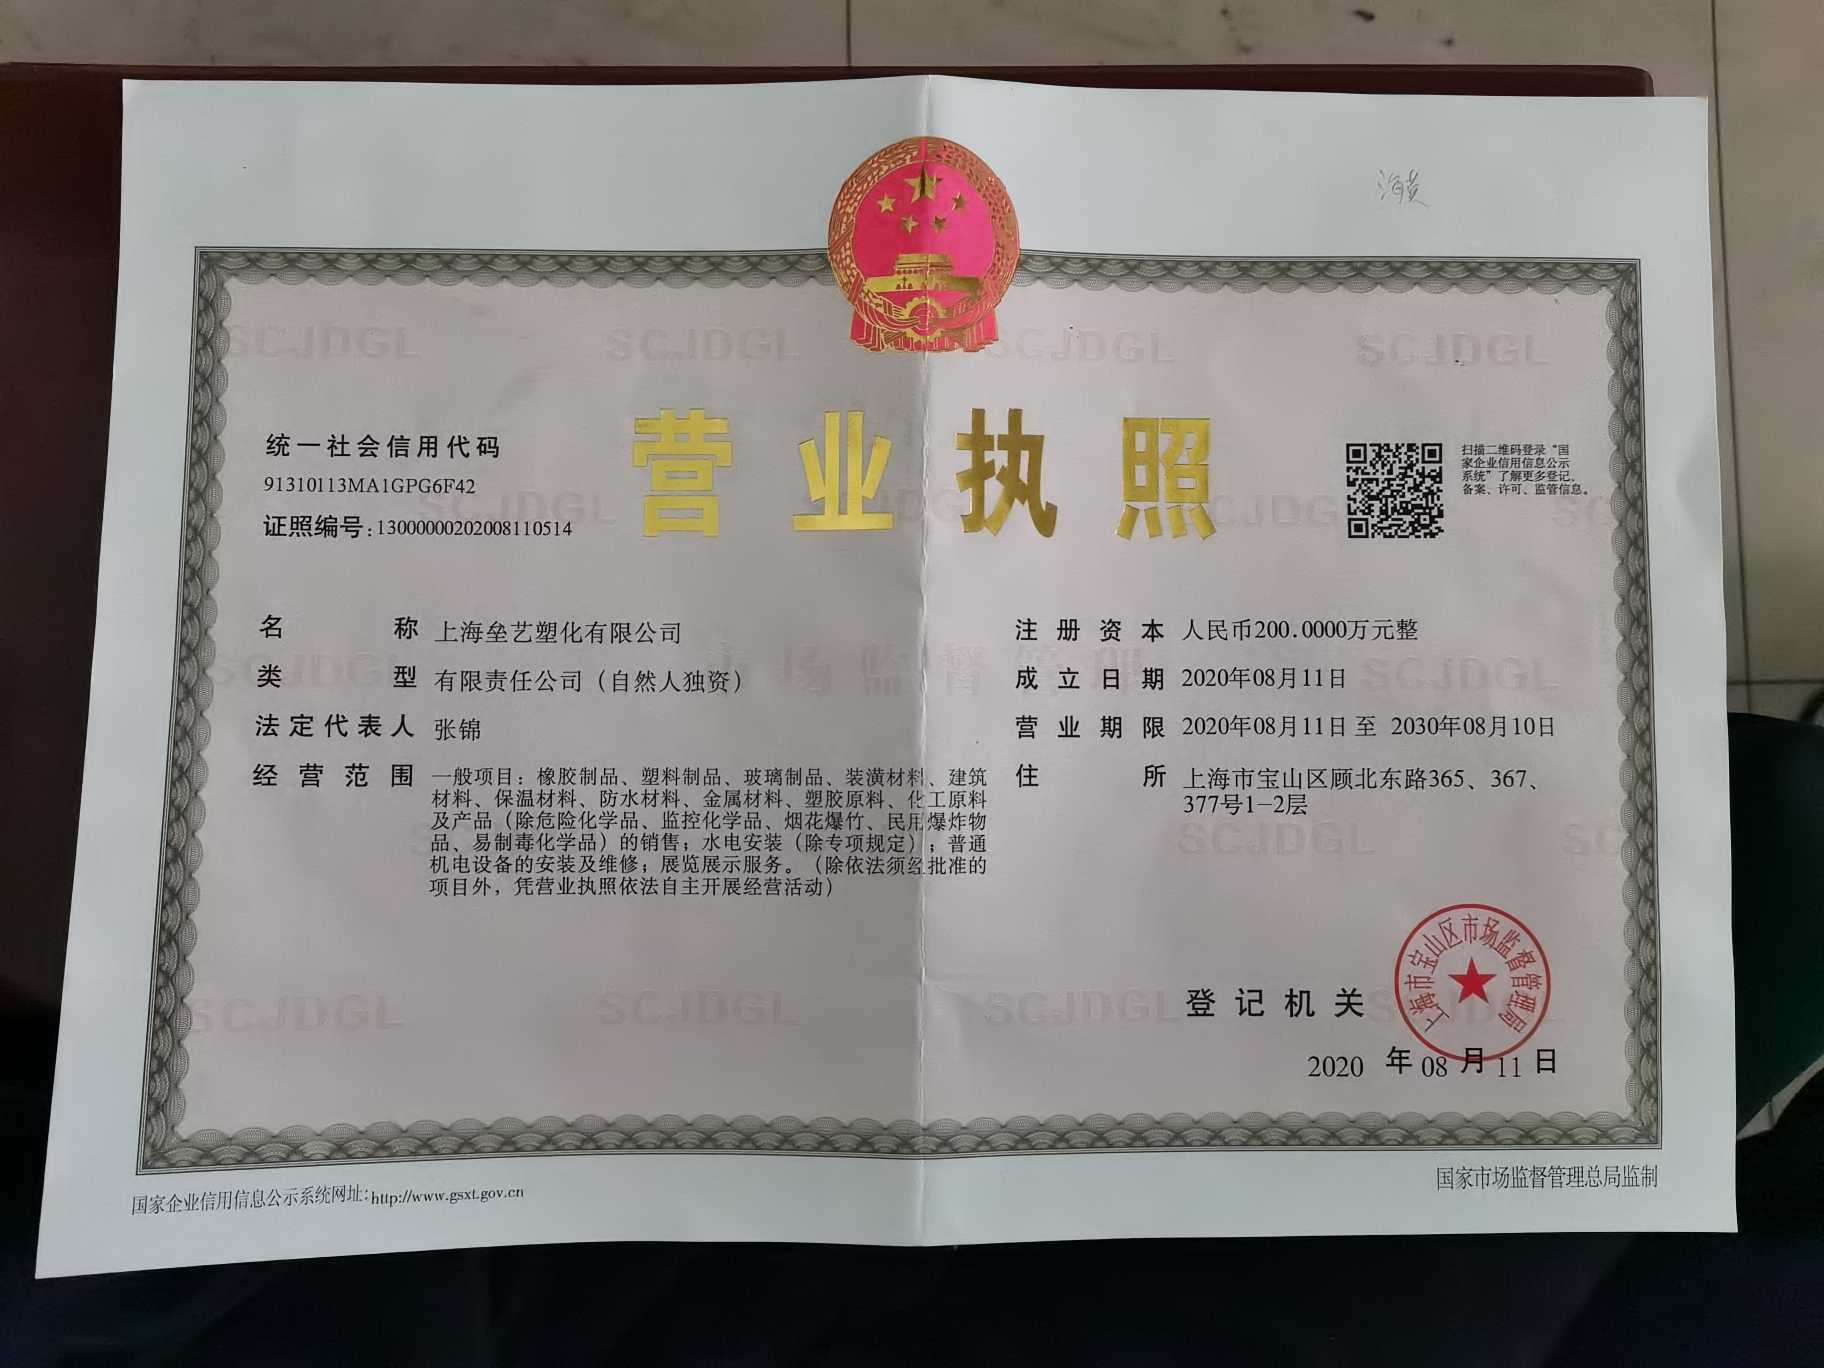 营业执照
统一社会信用代码
91310113MA1GPG6F42
证照编号:13000000202008110514
扫描二维码登录“国
家企业信用信息公示
系统”了解更多登记、
备案、许可、监管信息。
名称 上海垒艺塑化有限公司
类型 有限责任公司（自然人独资）
法定代表人 张锦
经营范围 一般项目：橡胶制品、塑料制品、玻璃制品、装潢材料、建筑
材料、保温材料、防水材料、金属材料、塑胶原料、化工原料
及产品（除危险化学品、监控化学品、烟花爆竹、民用爆炸物
品、易制毒化学品）的销售；水电安装（除专项规定）；普通
机电设备的安装及维修；展览展示服务。（除依法须经批准的
项目外，凭营业执照依法自主开展经营活动）
注册资本 人民币200.0000万元整
成立日期 2020年08月11日
营业期限 2020年08月11日 至 2030年08月10日
住所 上海市宝山区顾北东路365、367、
377号1-2层
登记机关
上海市宝山区市场监督管理局
2020 年 08 月 11 日
国家企业信用信息公示系统网址:http://www.gsxt.gov.cn
国家市场监督管理总局监制